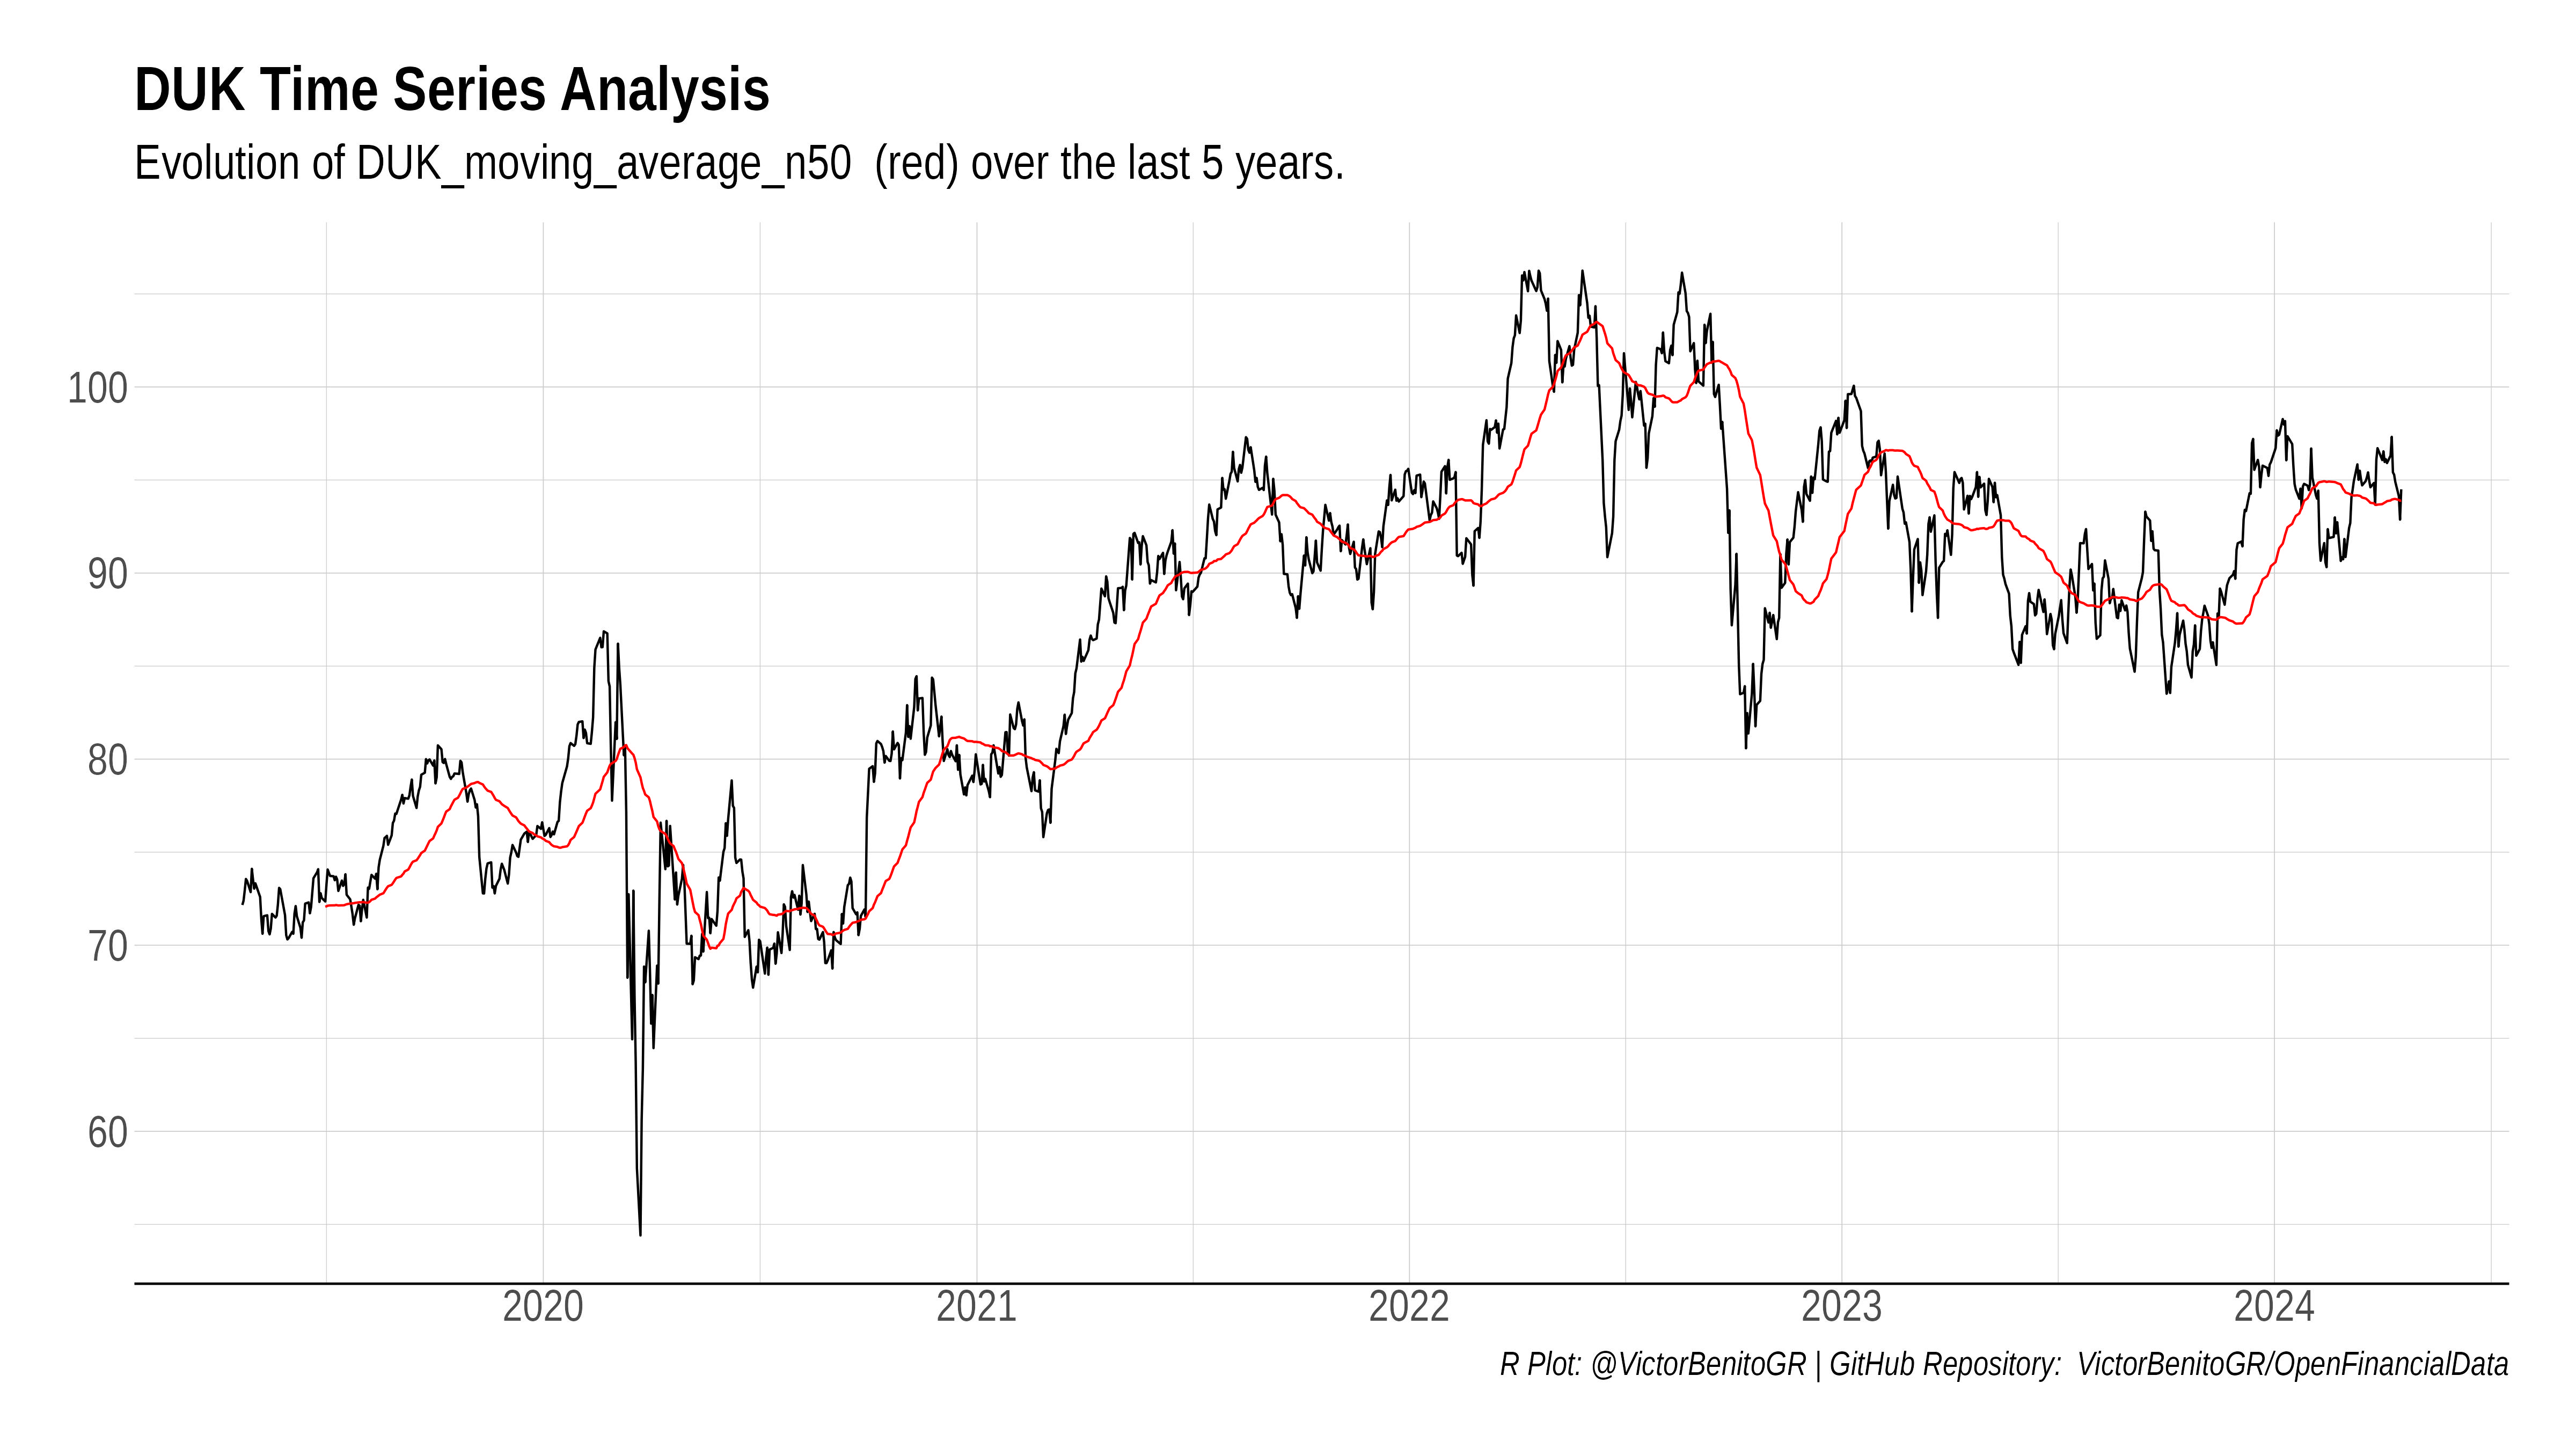 DUK Time Series Analysis
Evolution of DUK_moving_average_n50  (red) over the last 5 years.
100
90
80
70
60
2020 2021 2022 2023 2024
R Plot: @VictorBenitoGR | GitHub Repository:  VictorBenitoGR/OpenFinancialData